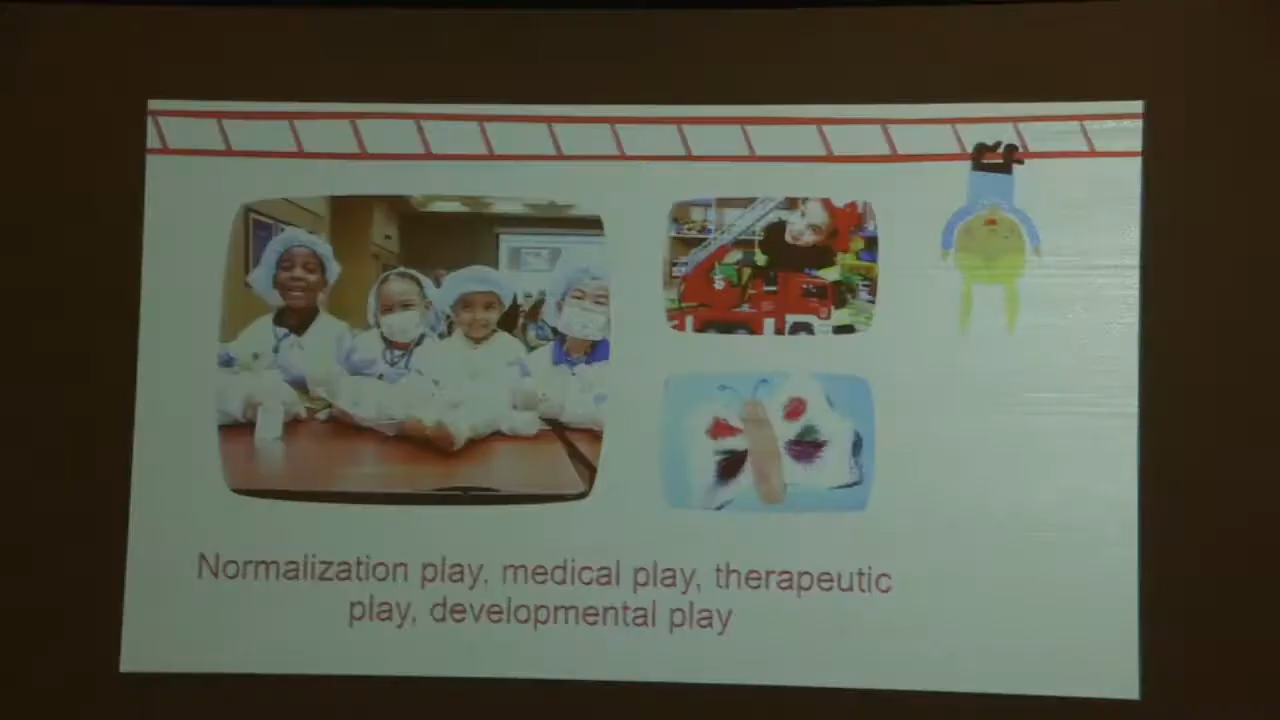 Normalization play, medical play, therapeutic
play, developmental play